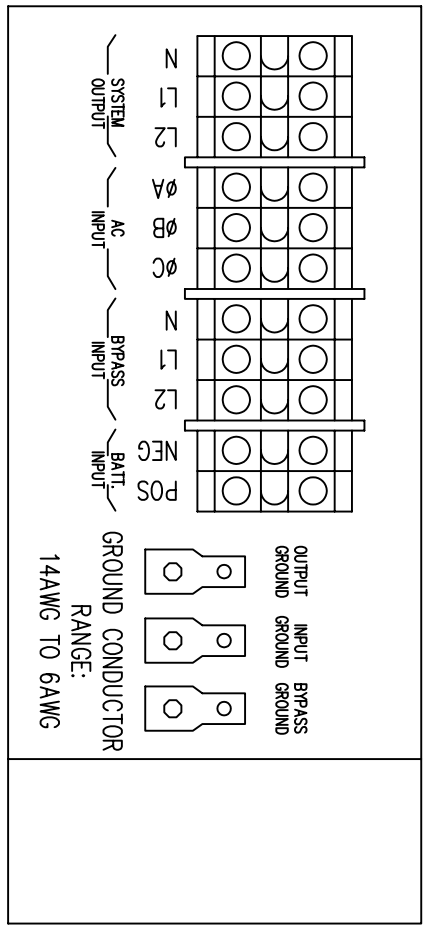 N
L1
L2
øA
øB
øC
N
L1
L2
NEG
POS
SYSTEM
OUTPUT
AC
INPUT
BYPASS
INPUT
BATT.
INPUT
OUTPUT
GROUND
INPUT
GROUND
BYPASS
GROUND
GROUND CONDUCTOR
RANGE:
14AWG TO 6AWG